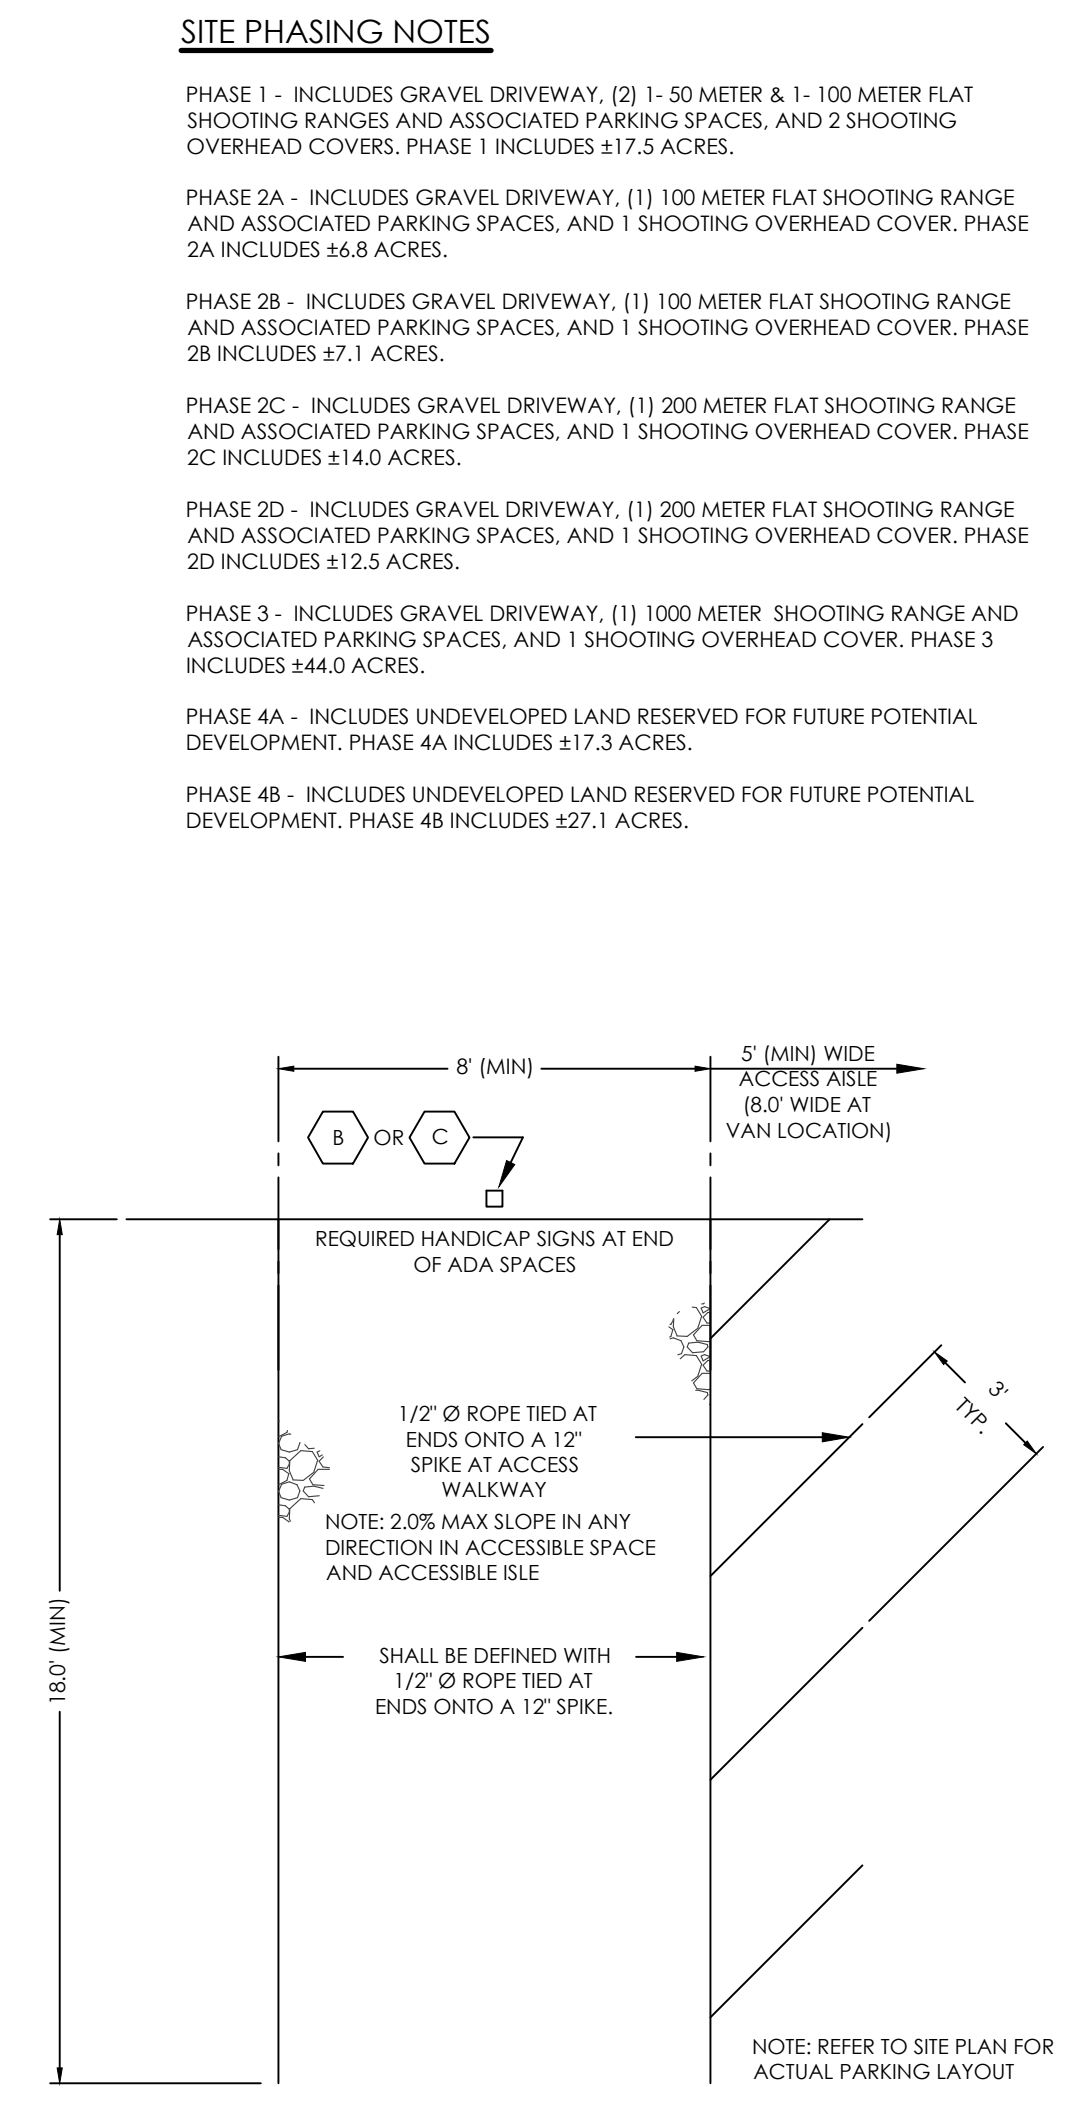 SITE PHASING NOTES
PHASE 1 - INCLUDES GRAVEL DRIVEWAY, (2) 1- 50 METER & 1- 100 METER FLAT
SHOOTING RANGES AND ASSOCIATED PARKING SPACES, AND 2 SHOOTING
OVERHEAD COVERS. PHASE 1 INCLUDES ±17.5 ACRES.
PHASE 2A - INCLUDES GRAVEL DRIVEWAY, (1) 100 METER FLAT SHOOTING RANGE
AND ASSOCIATED PARKING SPACES, AND 1 SHOOTING OVERHEAD COVER. PHASE
2A INCLUDES ±6.8 ACRES.
PHASE 2B - INCLUDES GRAVEL DRIVEWAY, (1) 100 METER FLAT SHOOTING RANGE
AND ASSOCIATED PARKING SPACES, AND 1 SHOOTING OVERHEAD COVER. PHASE
2B INCLUDES ±7.1 ACRES.
PHASE 2C - INCLUDES GRAVEL DRIVEWAY, (1) 200 METER FLAT SHOOTING RANGE
AND ASSOCIATED PARKING SPACES, AND 1 SHOOTING OVERHEAD COVER. PHASE
2C INCLUDES ±14.0 ACRES.
PHASE 2D - INCLUDES GRAVEL DRIVEWAY, (1) 200 METER FLAT SHOOTING RANGE
AND ASSOCIATED PARKING SPACES, AND 1 SHOOTING OVERHEAD COVER. PHASE
2D INCLUDES ±12.5 ACRES.
PHASE 3 - INCLUDES GRAVEL DRIVEWAY, (1) 1000 METER SHOOTING RANGE AND
ASSOCIATED PARKING SPACES, AND 1 SHOOTING OVERHEAD COVER. PHASE 3
INCLUDES ±44.0 ACRES.
PHASE 4A - INCLUDES UNDEVELOPED LAND RESERVED FOR FUTURE POTENTIAL
DEVELOPMENT. PHASE 4A INCLUDES ±17.3 ACRES.
PHASE 4B - INCLUDES UNDEVELOPED LAND RESERVED FOR FUTURE POTENTIAL
DEVELOPMENT. PHASE 4B INCLUDES ±27.1 ACRES.
8' (MIN)
5' (MIN) WIDE
ACCESS AISLE
(8.0' WIDE AT
VAN LOCATION)
B OR C
REQUIRED HANDICAP SIGNS AT END
OF ADA SPACES
3'
TYP.
1/2" Ø ROPE TIED AT
ENDS ONTO A 12"
SPIKE AT ACCESS
WALKWAY
NOTE: 2.0% MAX SLOPE IN ANY
DIRECTION IN ACCESSIBLE SPACE
AND ACCESSIBLE ISLE
18.0' (MIN)
SHALL BE DEFINED WITH
1/2" Ø ROPE TIED AT
ENDS ONTO A 12" SPIKE.
NOTE: REFER TO SITE PLAN FOR
ACTUAL PARKING LAYOUT